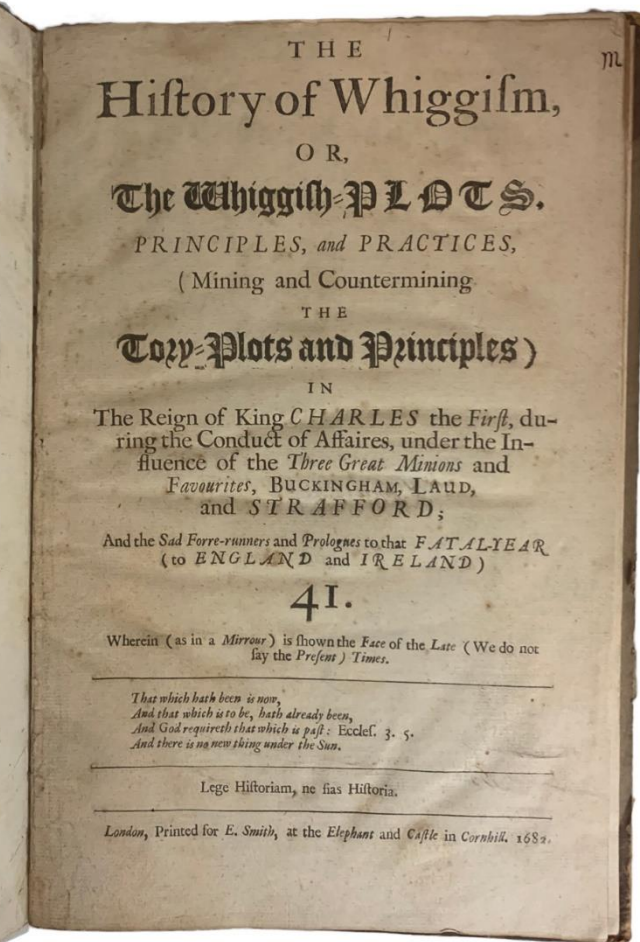 THE
m
Hiſtory of Whiggiſm,
OR,
The Whiggiſh-PLOTS.
PRINCIPLES, and PRACTICES,
(Mining and Countermining
THE
Tory-Plots and Principles)
IN
The Reign of King CHARLES the Firſt, du-
ring the Conduct of Affaires, under the In-
fluence of the Three Great Minions and
Favourites, BUCKINGHAM, LAUD,
and STRAFFORD;
And the Sad Forre-runners and Prologues to that FATAL-YEAR
(to ENGLAND and IRELAND)
41.
Wherein (as in a Mirrour) is ſhown the Face of the Late (We do not
ſay the Preſent) Times.
That which hath been is now,
And that which is to be, hath already been,
And God requireth that which is paſt: Eccleſ. 3. 5.
And there is no new thing under the Sun.
Lege Hiſtoriam, ne fias Hiſtoria.
London, Printed for E. Smith, at the Elephant and Caſtle in Cornhill. 1682.